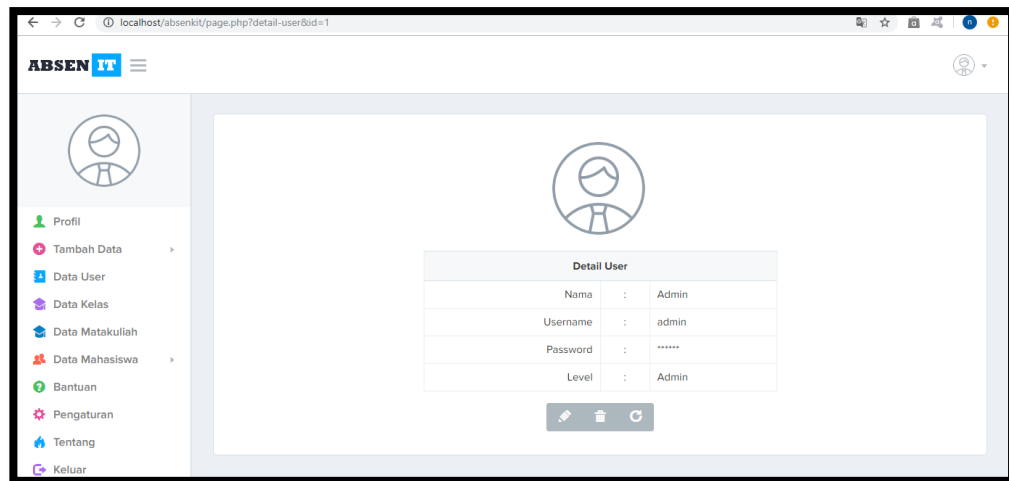 localhost/absenkit/page.php?detail-user&id=1
ABSEN IT
Profil
Tambah Data
Data User
Data Kelas
Data Matakuliah
Data Mahasiswa
Bantuan
Pengaturan
Tentang
Keluar
Detail User
Nama : Admin
Username : admin
Password : ******
Level : Admin